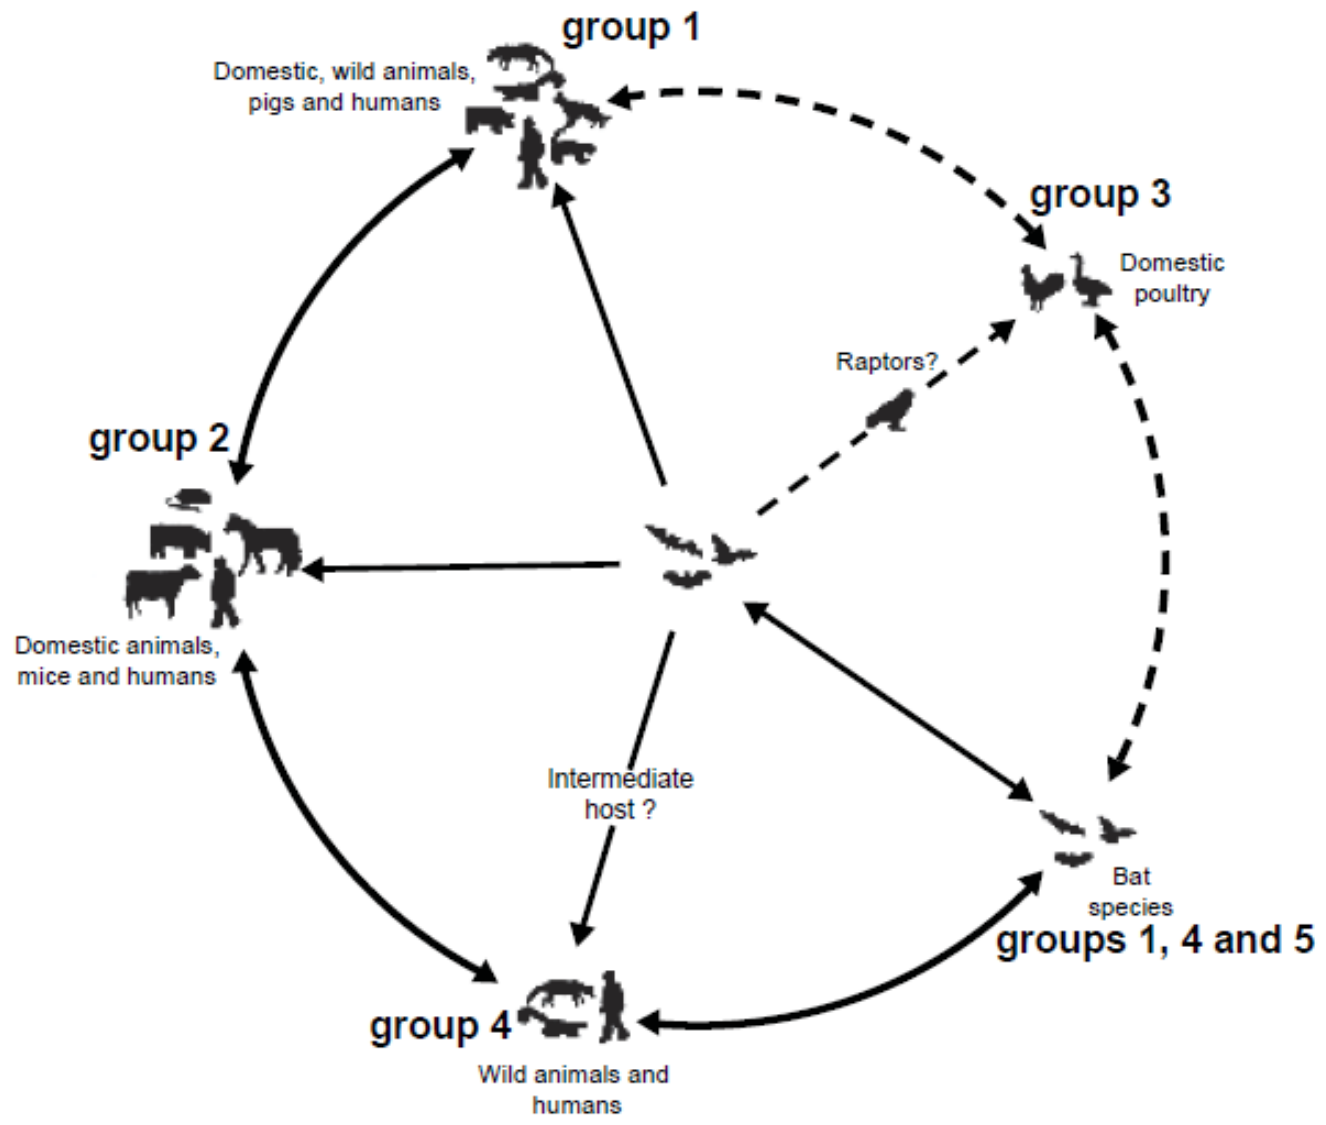 group 1
Domestic, wild animals,
pigs and humans
group 3
Domestic
poultry
Raptors?
group 2
Domestic animals,
mice and humans
Intermediate
host ?
Bat
species
groups 1, 4 and 5
group 4
Wild animals and
humans